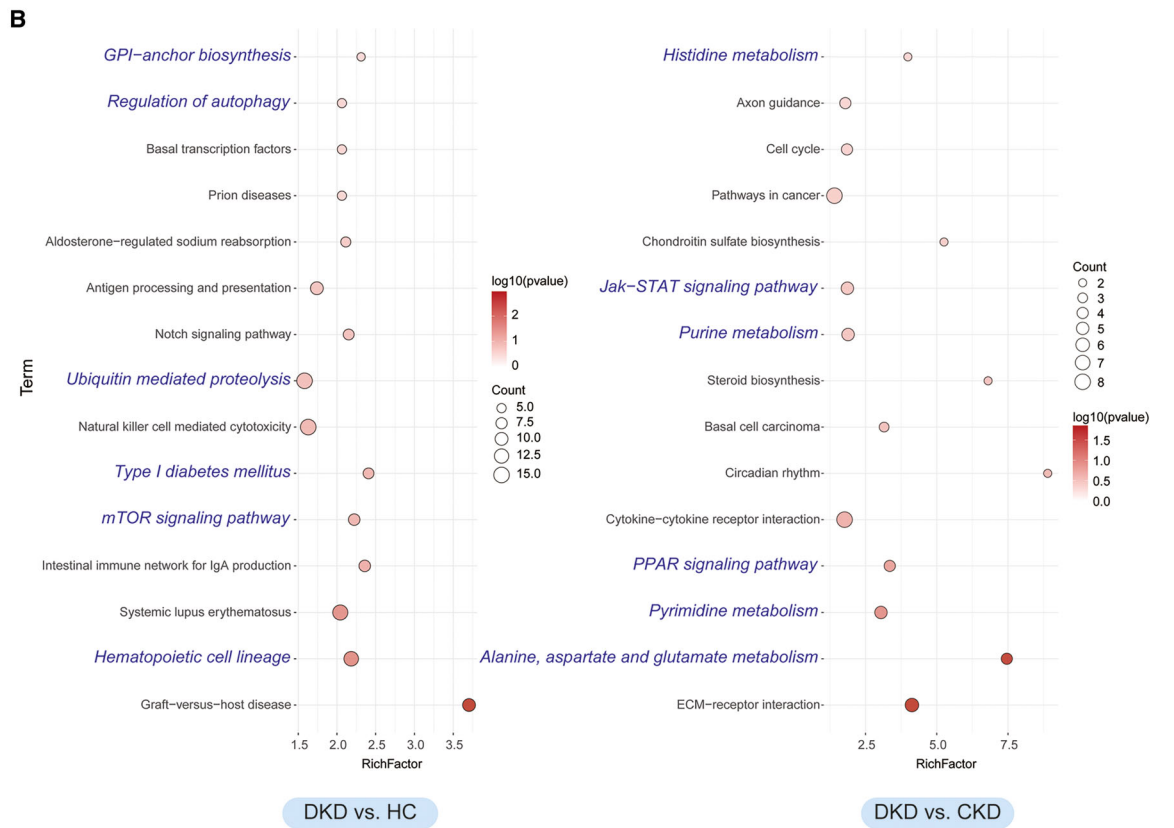 B
Term
GPI−anchor biosynthesis
Regulation of autophagy
Basal transcription factors
Prion diseases
Aldosterone−regulated sodium reabsorption
Antigen processing and presentation
Notch signaling pathway
Ubiquitin mediated proteolysis
Natural killer cell mediated cytotoxicity
Type I diabetes mellitus
mTOR signaling pathway
Intestinal immune network for IgA production
Systemic lupus erythematosus
Hematopoietic cell lineage
Graft−versus−host disease
1.5 2.0 2.5 3.0 3.5
RichFactor
log10(pvalue)
2
1
0
Count
5.0
7.5
10.0
12.5
15.0
DKD vs. HC
Histidine metabolism
Axon guidance
Cell cycle
Pathways in cancer
Chondroitin sulfate biosynthesis
Jak−STAT signaling pathway
Purine metabolism
Steroid biosynthesis
Basal cell carcinoma
Circadian rhythm
Cytokine−cytokine receptor interaction
PPAR signaling pathway
Pyrimidine metabolism
Alanine, aspartate and glutamate metabolism
ECM−receptor interaction
2.5 5.0 7.5
RichFactor
Count
2
3
4
5
6
7
8
log10(pvalue)
1.5
1.0
0.5
0.0
DKD vs. CKD